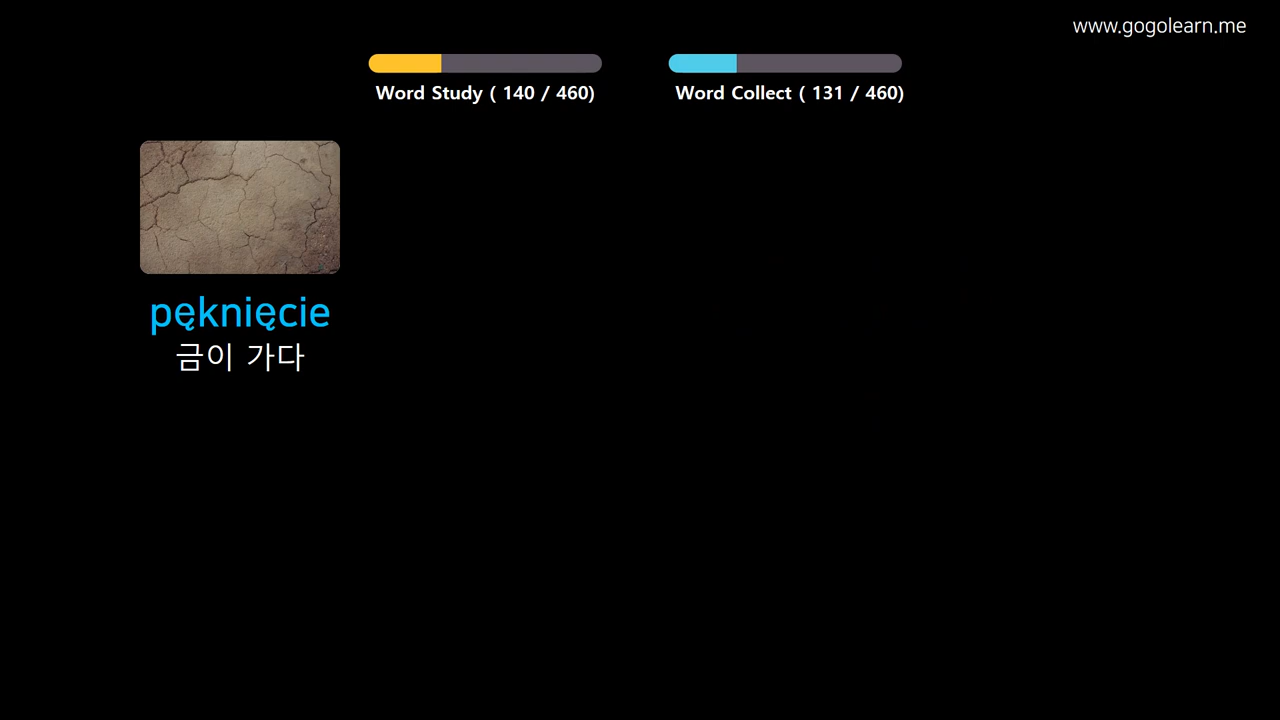 www.gogolearn.me
Word Study ( 140 / 460)
Word Collect ( 131 / 460)
pęknięcie
금이 가다